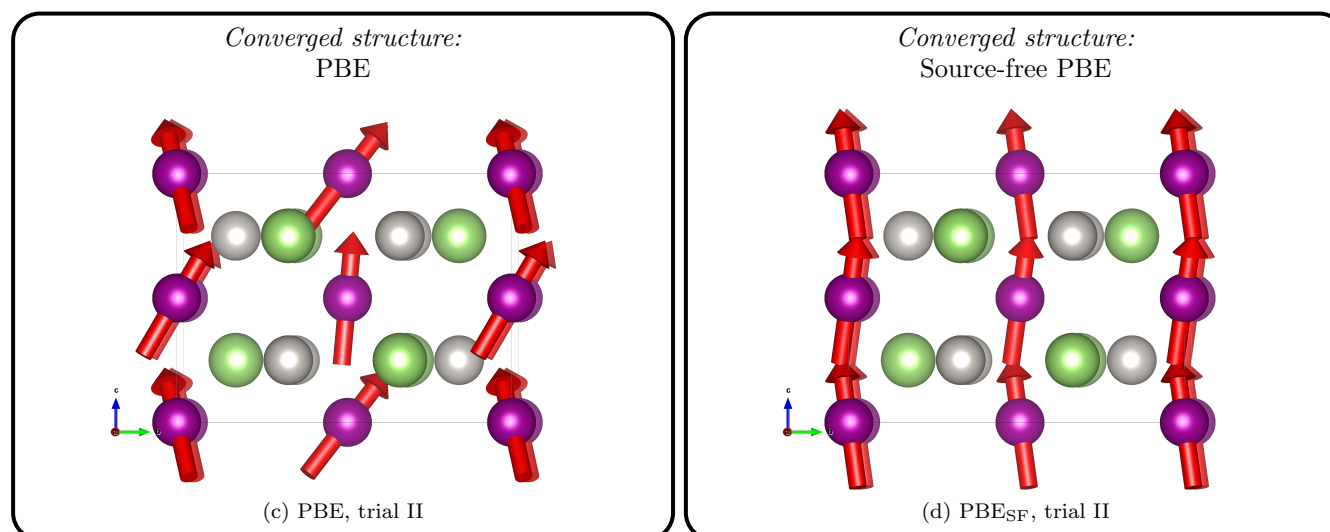 Converged structure:
PBE
c
b
(c) PBE, trial II
Converged structure:
Source-free PBE
c
b
(d) PBE_SF, trial II